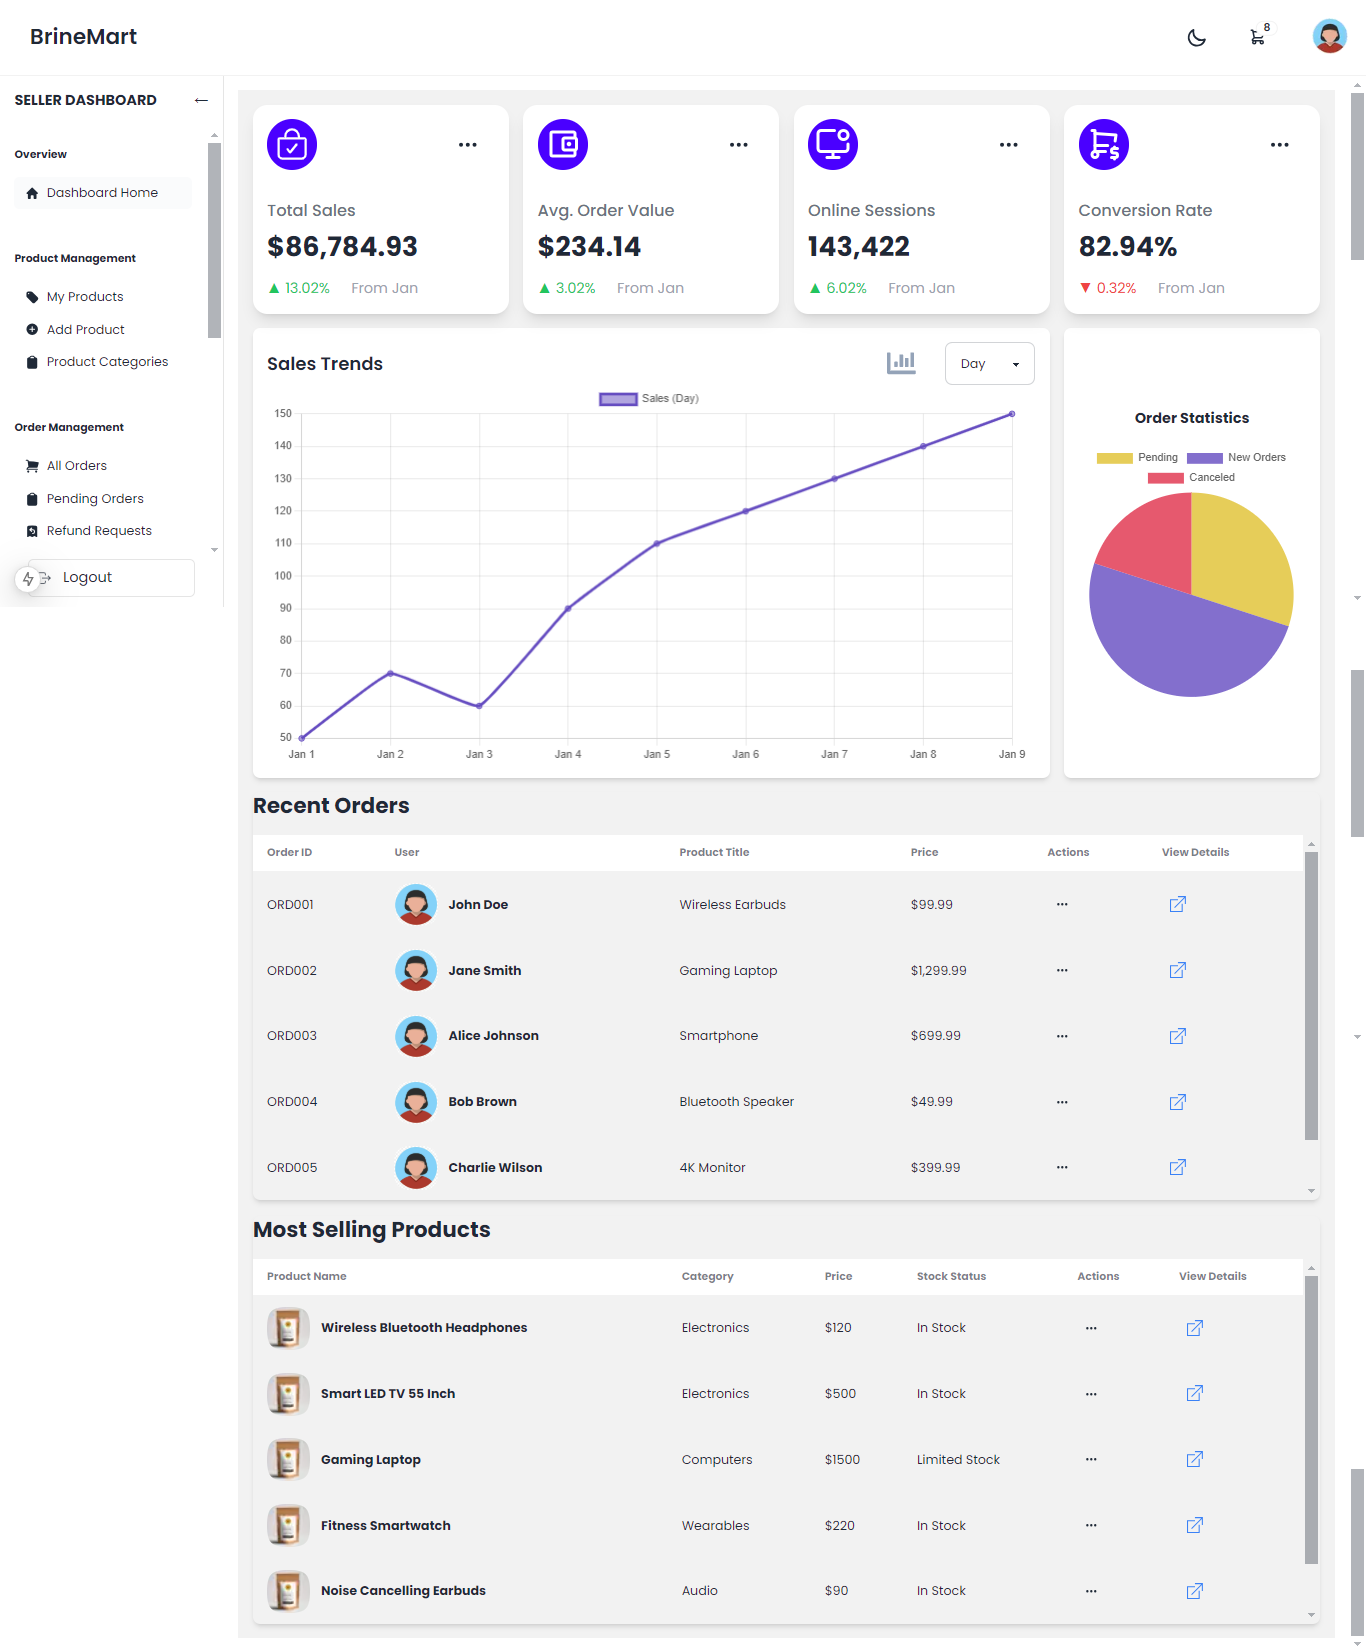 BrineMart
8
SELLER DASHBOARD
Overview
Dashboard Home
Product Management
My Products
Add Product
Product Categories
Order Management
All Orders
Pending Orders
Refund Requests
Logout
Total Sales
$86,784.93
13.02% From Jan
Avg. Order Value
$234.14
3.02% From Jan
Online Sessions
143,422
6.02% From Jan
Conversion Rate
82.94%
0.32% From Jan
Sales Trends
Day
Sales (Day)
150
140
130
120
110
100
90
80
70
60
50
Jan 1 Jan 2 Jan 3 Jan 4 Jan 5 Jan 6 Jan 7 Jan 8 Jan 9
Order Statistics
Pending New Orders
Canceled
Recent Orders
Order ID User Product Title Price Actions View Details
ORD001 John Doe Wireless Earbuds $99.99
ORD002 Jane Smith Gaming Laptop $1,299.99
ORD003 Alice Johnson Smartphone $699.99
ORD004 Bob Brown Bluetooth Speaker $49.99
ORD005 Charlie Wilson 4K Monitor $399.99
Most Selling Products
Product Name Category Price Stock Status Actions View Details
Wireless Bluetooth Headphones Electronics $120 In Stock
Smart LED TV 55 Inch Electronics $500 In Stock
Gaming Laptop Computers $1500 Limited Stock
Fitness Smartwatch Wearables $220 In Stock
Noise Cancelling Earbuds Audio $90 In Stock